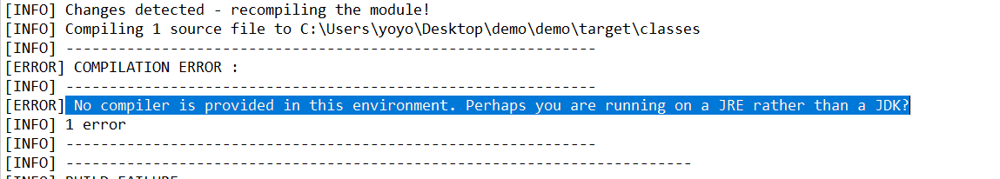 [INFO] Changes detected - recompiling the module!
[INFO] Compiling 1 source file to C:\Users\yoyo\Desktop\demo\demo\target\classes
[INFO] -------------------------------------------------------------
[ERROR] COMPILATION ERROR :
[INFO] -------------------------------------------------------------
[ERROR] No compiler is provided in this environment. Perhaps you are running on a JRE rather than a JDK?
[INFO] 1 error
[INFO] -------------------------------------------------------------
[INFO] ------------------------------------------------------------------------
[INFO] BUILD FAILURE